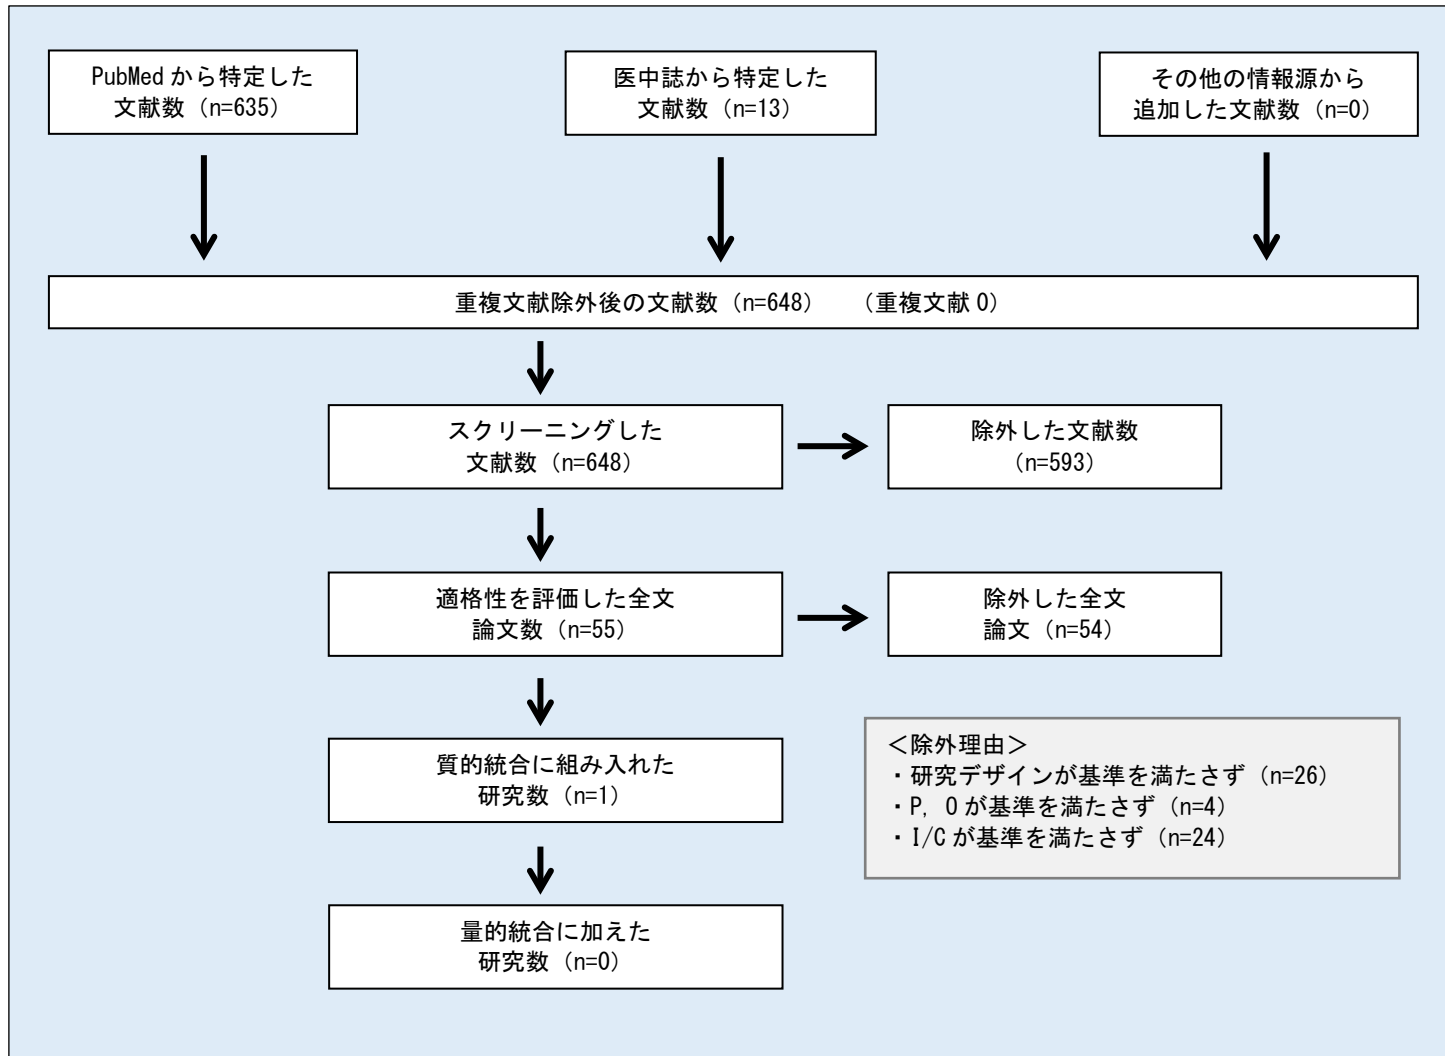 PubMed から特定した
文献数（n=635）
医中誌から特定した
文献数（n=13）
その他の情報源から
追加した文献数（n=0）
重複文献除外後の文献数（n=648）　　（重複文献 0）
スクリーニングした
文献数（n=648）
除外した文献数
（n=593）
適格性を評価した全文
論文数（n=55）
除外した全文
論文（n=54）
質的統合に組み入れた
研究数（n=1）
＜除外理由＞
・研究デザインが基準を満たさず（n=26）
・P, O が基準を満たさず（n=4）
・I/C が基準を満たさず（n=24）
量的統合に加えた
研究数（n=0）